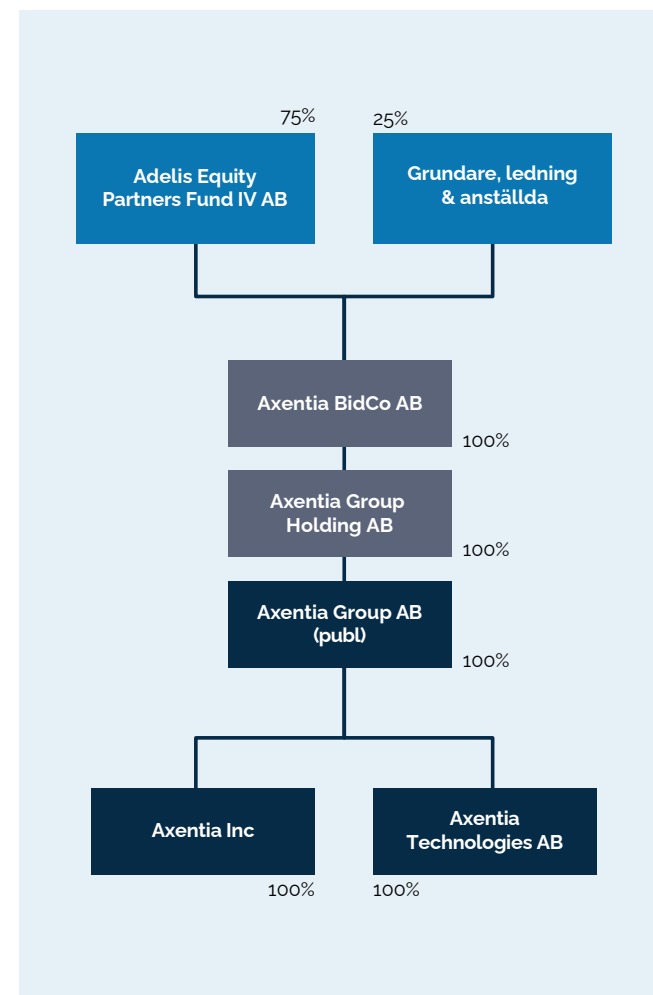 75%
25%
Adelis Equity
Partners Fund IV AB
Grundare, ledning
& anställda
Axentia BidCo AB
100%
Axentia Group
Holding AB
100%
Axentia Group AB
(publ)
100%
Axentia Inc
100%
Axentia
Technologies AB
100%